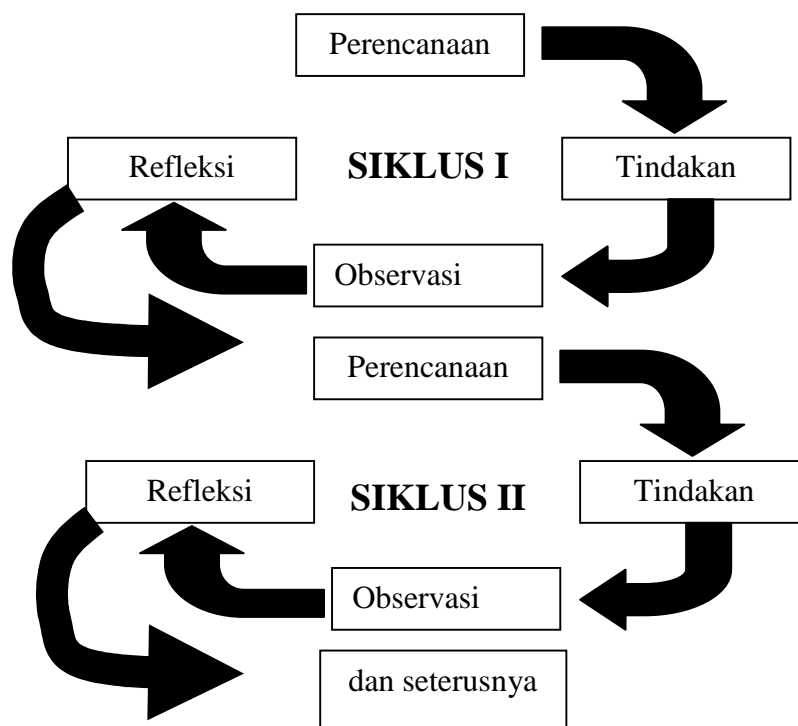 Perencanaan
Refleksi
SIKLUS I
Tindakan
Observasi
Perencanaan
Refleksi
SIKLUS II
Tindakan
Observasi
dan seterusnya